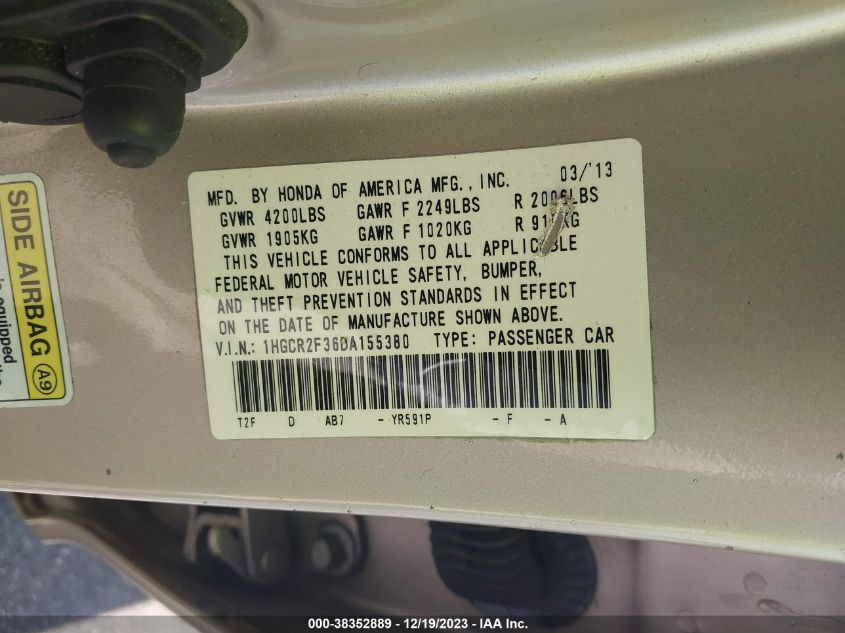 MFD. BY HONDA OF AMERICA MFG., INC. 03/'13
GVWR 4200LBS GAWR F 2249LBS R 2006LBS
GVWR 1905KG GAWR F 1020KG R
THIS VEHICLE CONFORMS TO ALL APPLICABLE
FEDERAL MOTOR VEHICLE SAFETY, BUMPER,
AND THEFT PREVENTION STANDARDS IN EFFECT
ON THE DATE OF MANUFACTURE SHOWN ABOVE.
V.I.N.: 1HGCR2F36DA155380 TYPE: PASSENGER CAR
T2F D AB7 - YR591P - F - A
SIDE AIRBAG A9
equipped
the
000-38352889 - 12/19/2023 - IAA Inc.